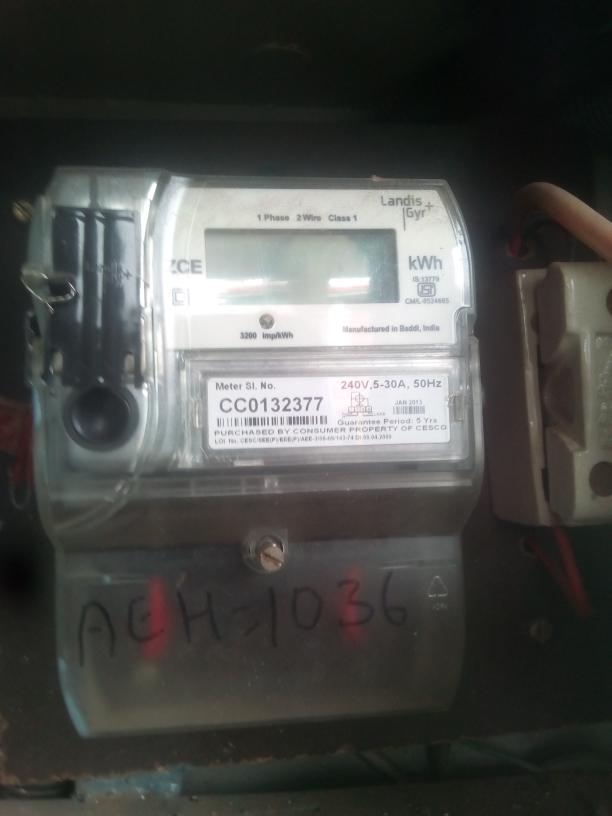 Landis
Gyr+
1 Phase 2 Wire Class 1
ZCE
kWh
IS:13779
ISI
CM/L-9524685
3200 imp/kWh
Manufactured in Baddi, India
Meter Sl. No.
240V,5-30A, 50Hz
CC0132377
JAN 2013
Guarantee Period: 5 Yrs
PURCHASED BY CONSUMER PROPERTY OF CESCO
AEH=1036